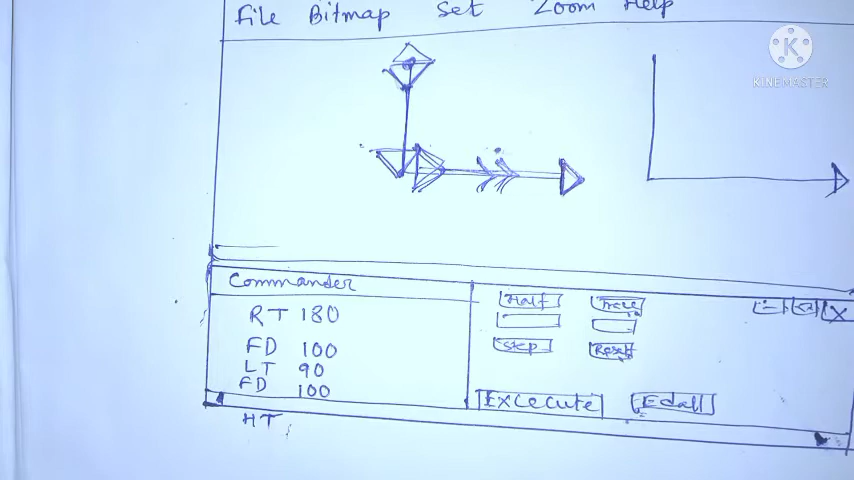 File Bitmap Set Zoom Help
K
KINEMASTER
Commander
RT 180
FD 100
LT 90
FD 100
HT
Half
Step
Reset
X
Excecute Edall